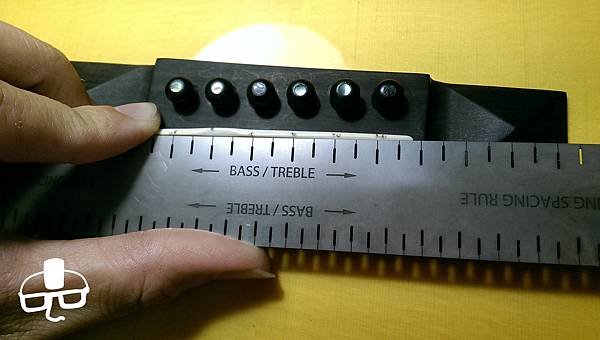 BASS / TREBLE
SPACING RULE
BASS / TREBLE